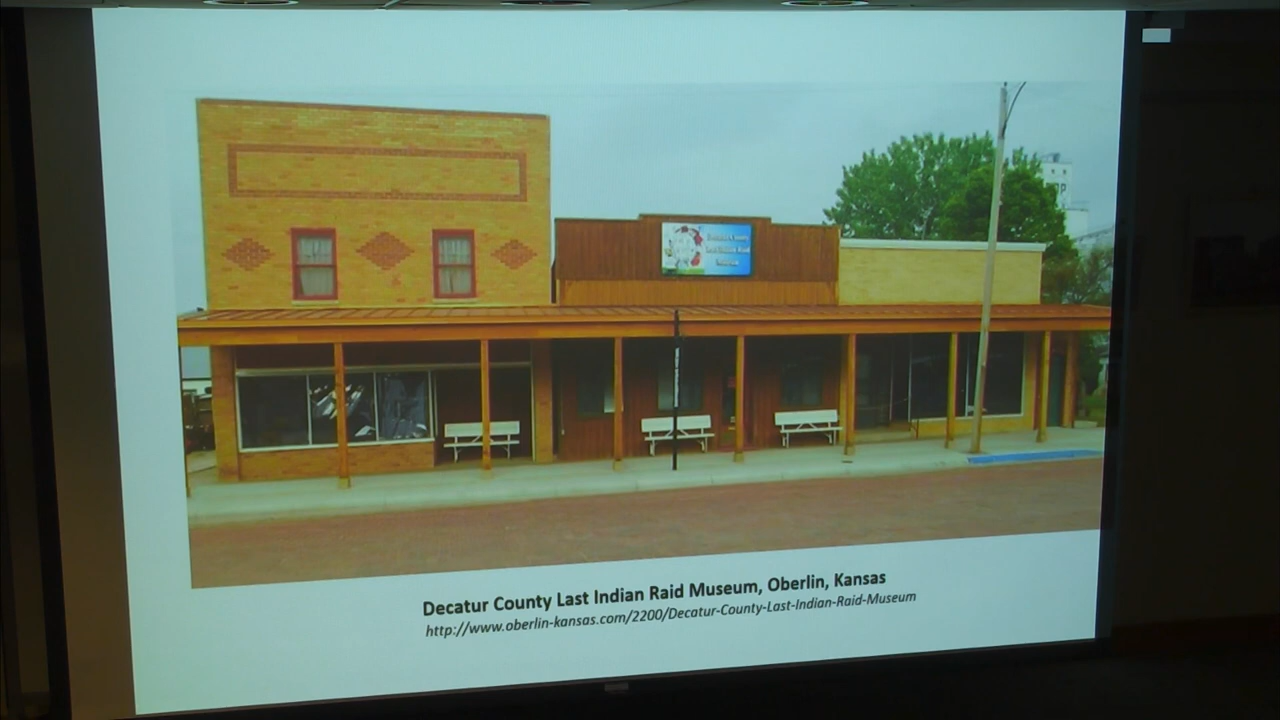 Decatur County Last Indian Raid Museum, Oberlin, Kansas
http://www.oberlin-kansas.com/2200/Decatur-County-Last-Indian-Raid-Museum